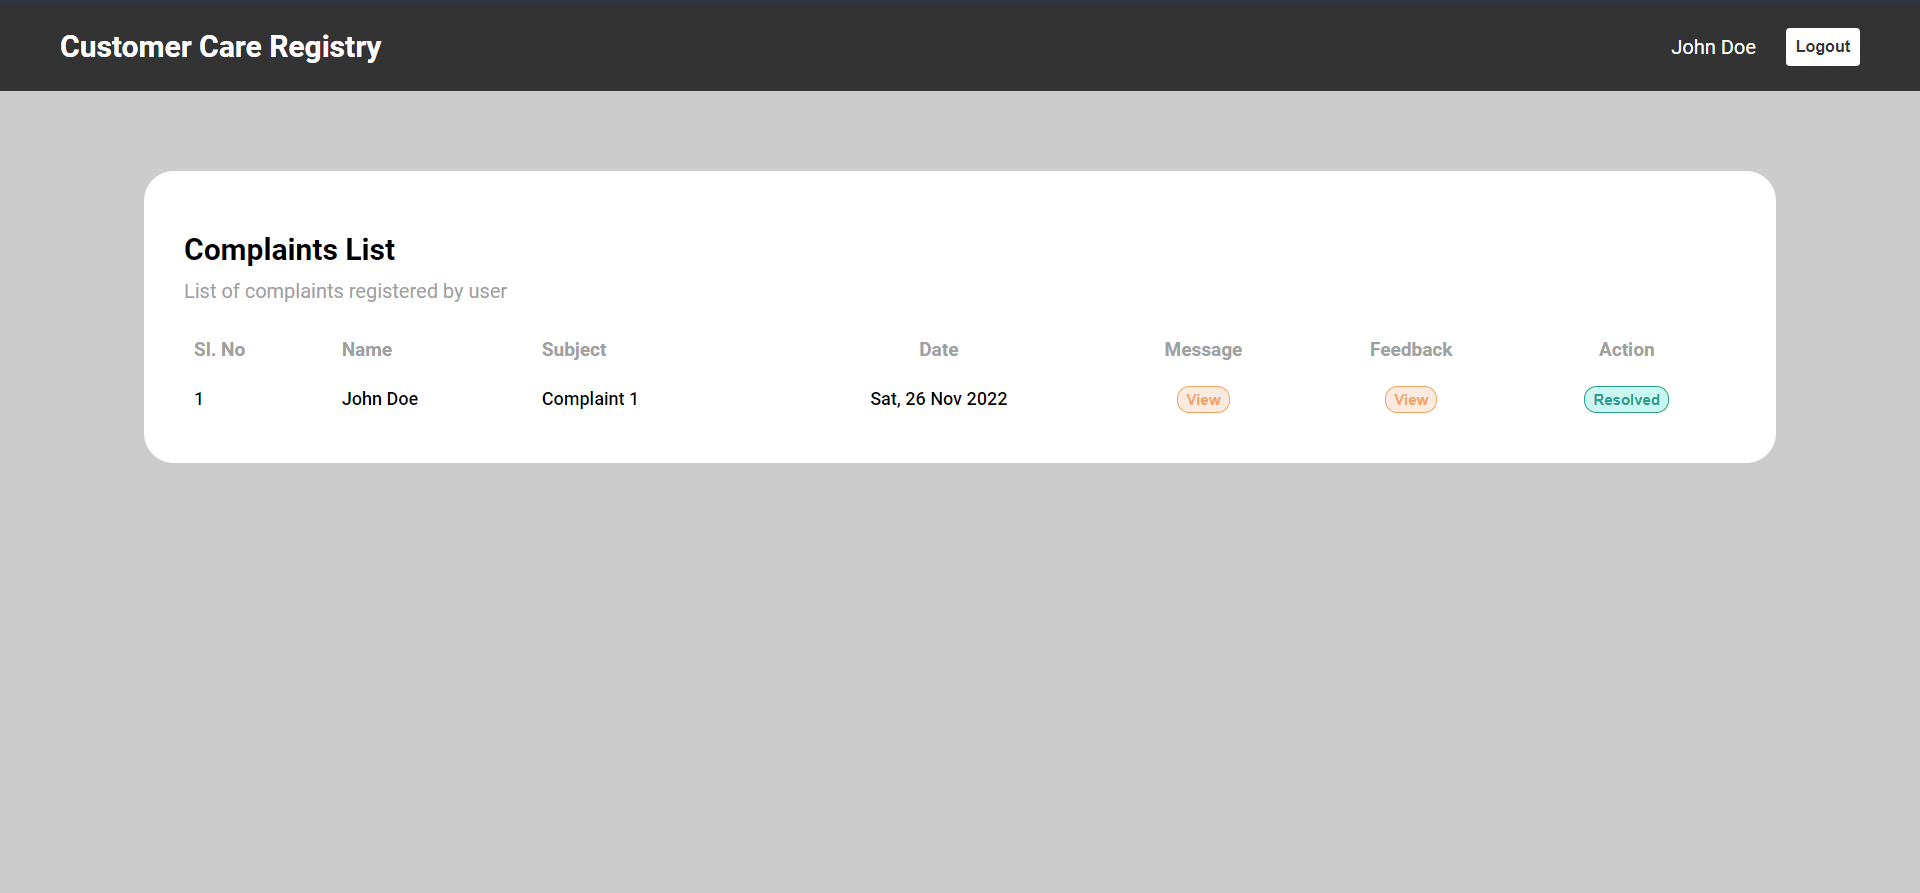 Customer Care Registry John Doe Logout
Complaints List
List of complaints registered by user
Sl. No Name Subject Date Message Feedback Action
1 John Doe Complaint 1 Sat, 26 Nov 2022 View View Resolved